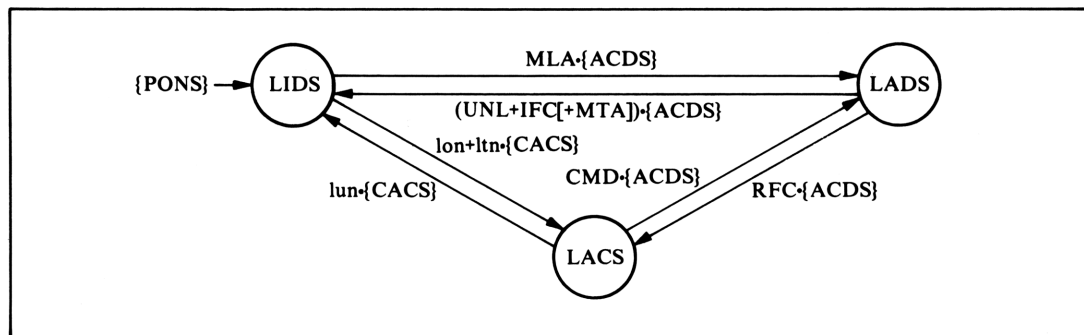 MLA•{ACDS}
{PONS}
LIDS
LADS
(UNL+IFC[+MTA])•{ACDS}
lon+ltn•{CACS}
lun•{CACS}
CMD•{ACDS}
RFC•{ACDS}
LACS